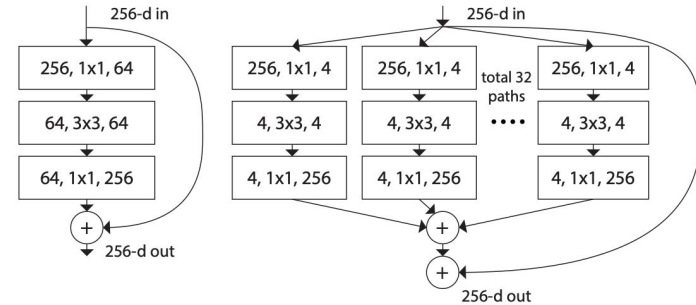 256-d in
256, 1x1, 64
64, 3x3, 64
64, 1x1, 256
+
256-d out
256-d in
256, 1x1, 4
256, 1x1, 4
total 32
paths
....
256, 1x1, 4
4, 3x3, 4
4, 3x3, 4
4, 3x3, 4
4, 1x1, 256
4, 1x1, 256
4, 1x1, 256
+
+
256-d out